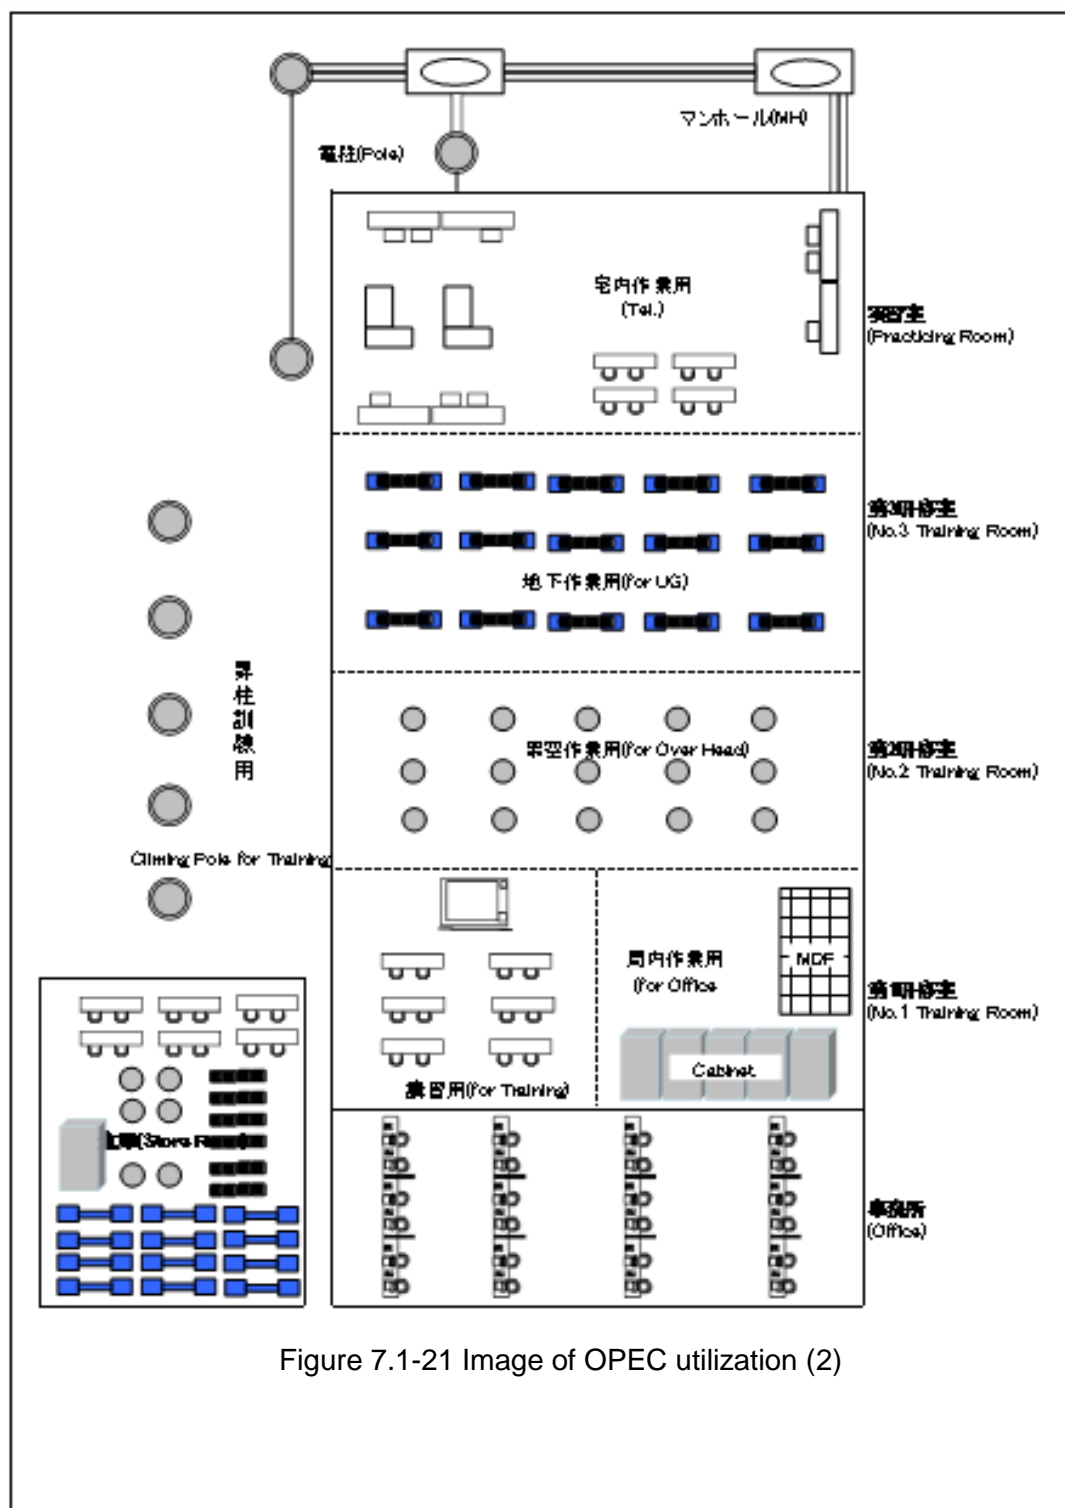 マンホール(MH)
電柱(Pole)
宅内作業用
(Tel.)
実習室
(Practicing Room)
第3研修室
(No.3 Training Room)
地下作業用(for UG)
昇柱訓練用
架空作業用(for Over Head)
第2研修室
(No.2 Training Room)
Climing Pole for Training
局内作業用
(for Office
MDF
第1研修室
(No.1 Training Room)
Cabinet
講習用(for Training)
(Store R
事務所
(Office)
Figure 7.1-21 Image of OPEC utilization (2)